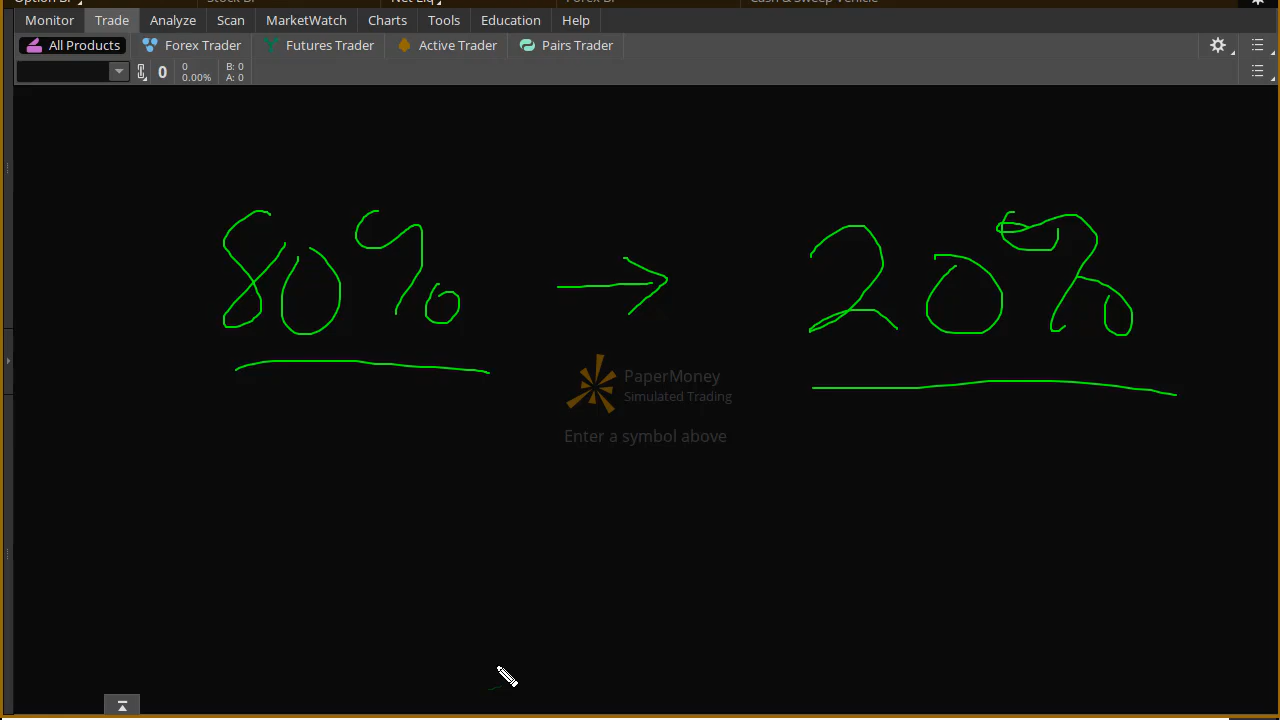 Monitor Trade Analyze Scan MarketWatch Charts Tools Education Help
All Products Forex Trader Futures Trader Active Trader Pairs Trader
0 0 B: 0
0.00% A: 0
80% → 20%
PaperMoney
Simulated Trading
Enter a symbol above